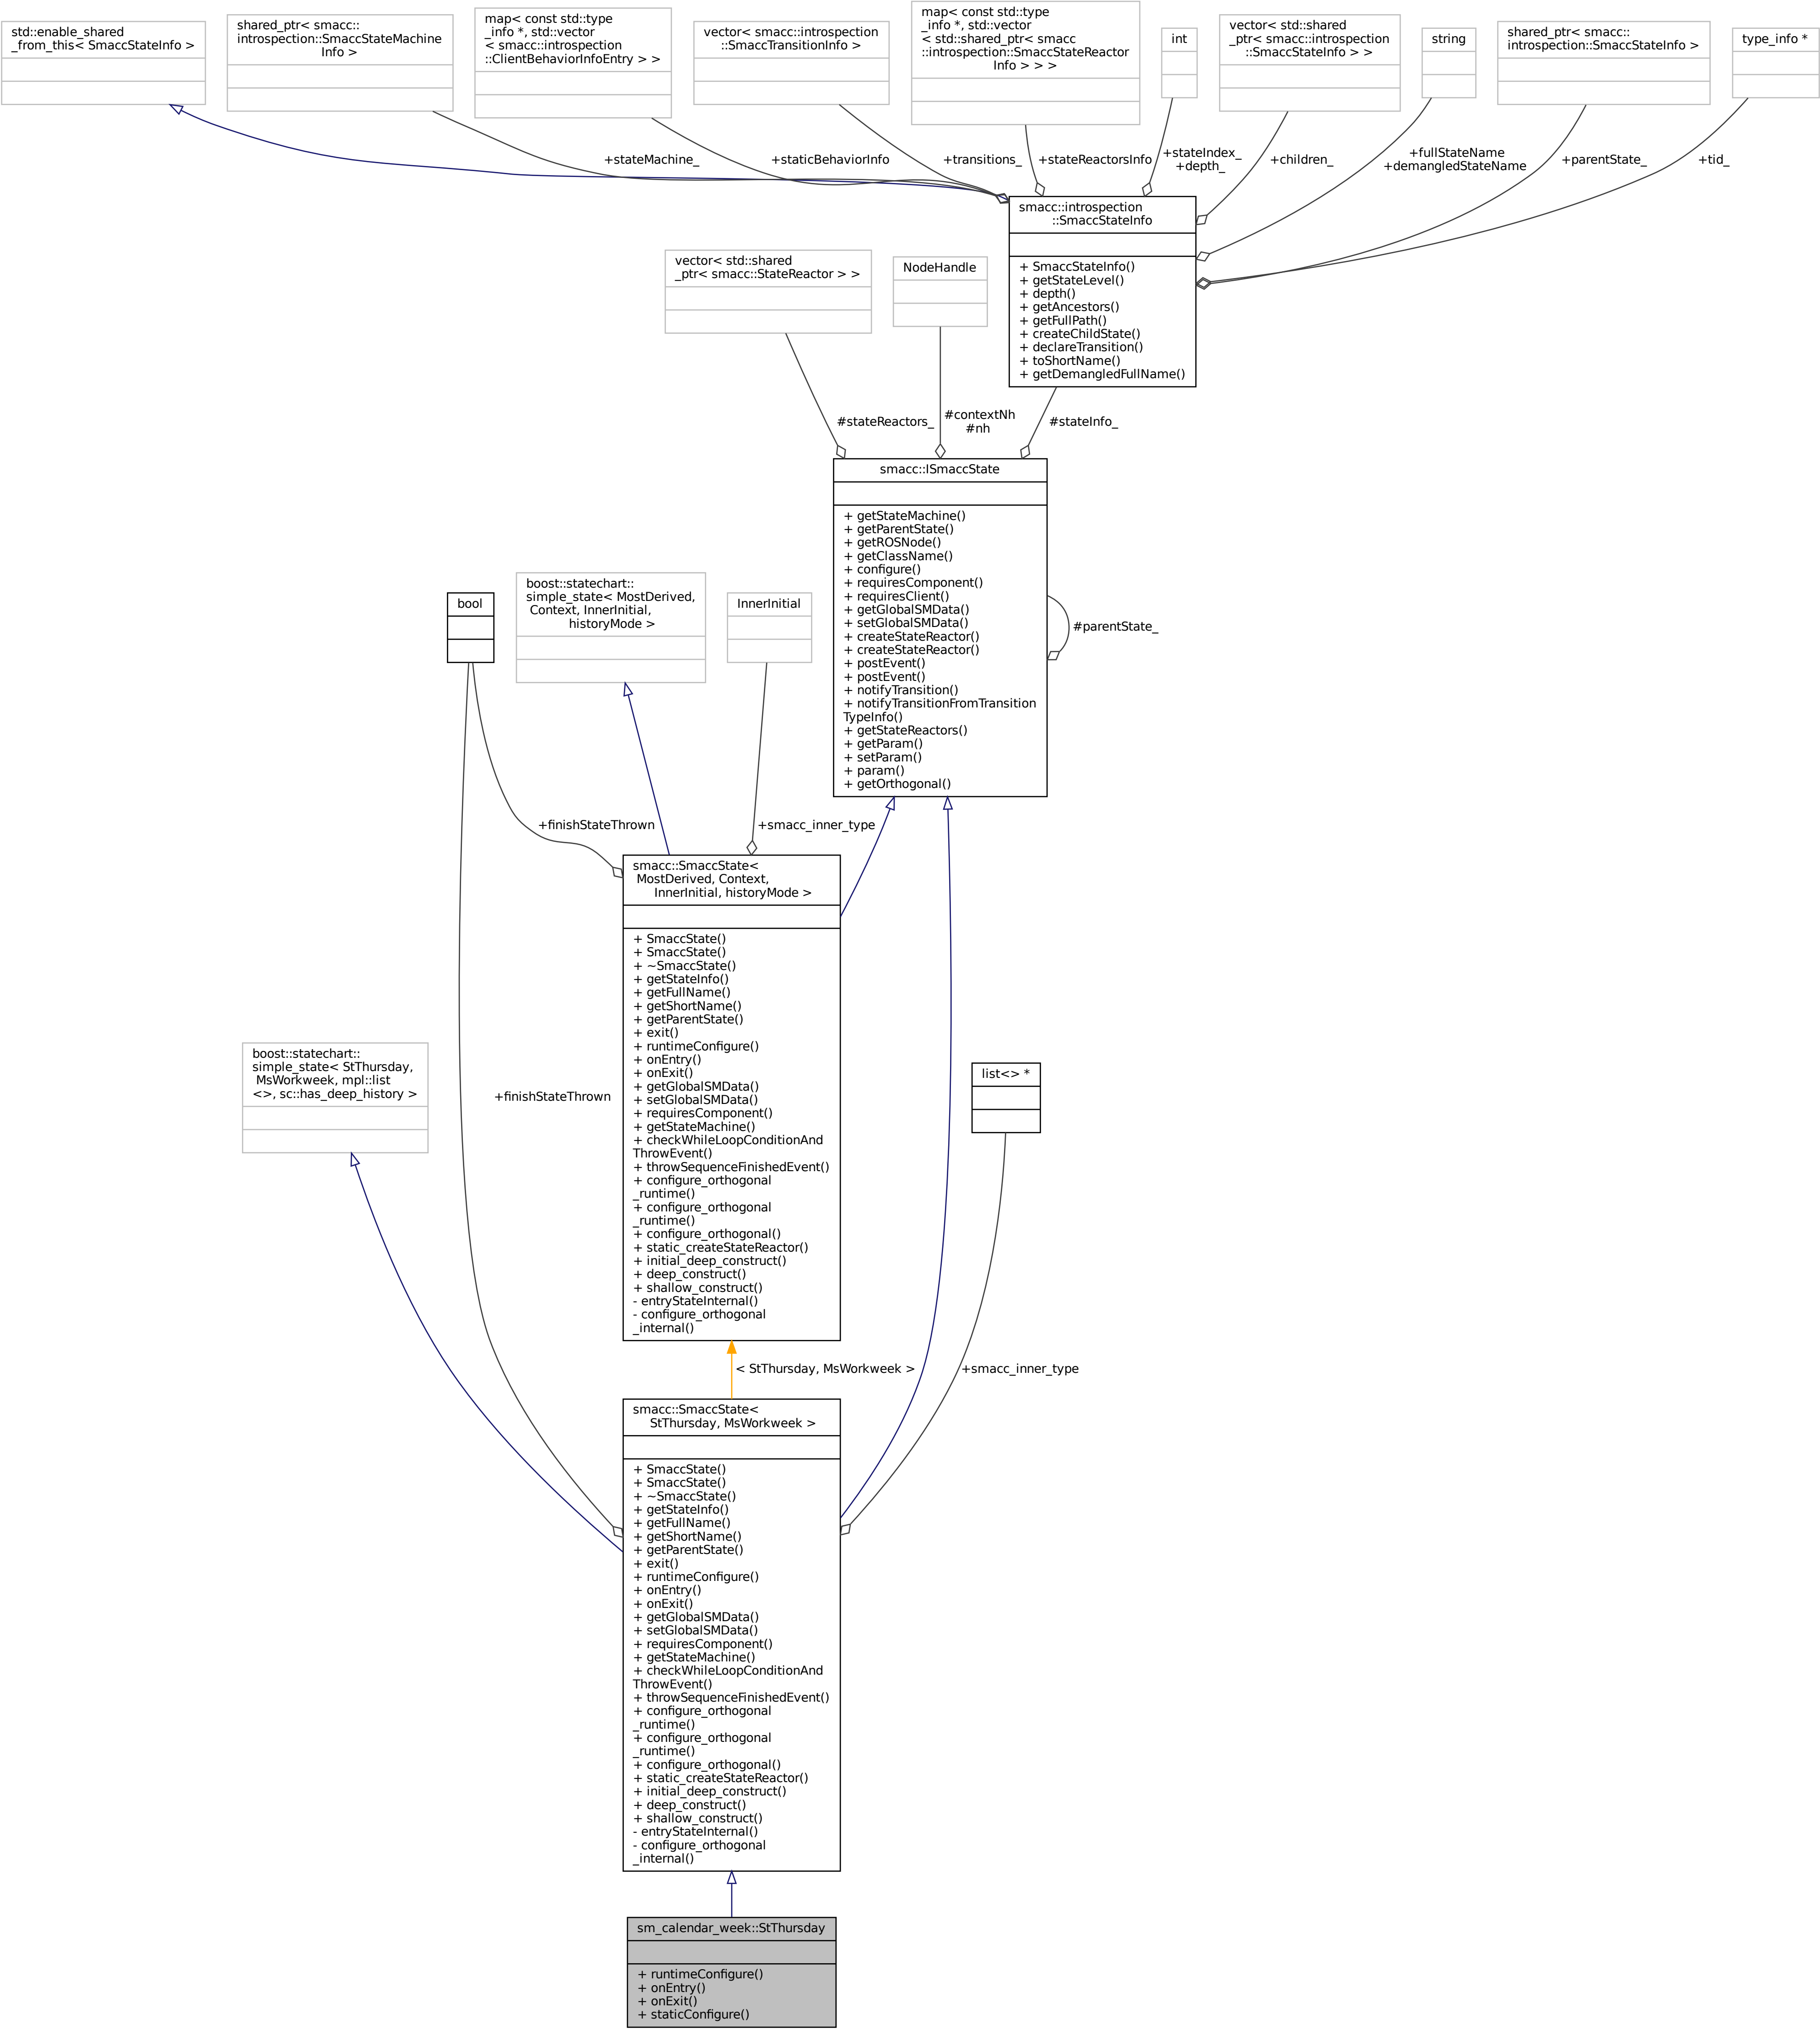 std::enable_shared
_from_this< SmaccStateInfo >
shared_ptr< smacc::
introspection::SmaccStateMachine
Info >
map< const std::type
_info *, std::vector
< smacc::introspection
::ClientBehaviorInfoEntry > >
vector< smacc::introspection
::SmaccTransitionInfo >
map< const std::type
_info *, std::vector
< std::shared_ptr< smacc
::introspection::SmaccStateReactor
Info > > >
int
vector< std::shared
_ptr< smacc::introspection
::SmaccStateInfo > >
string
shared_ptr< smacc::
introspection::SmaccStateInfo >
type_info *
+stateMachine_
+staticBehaviorInfo
+transitions_
+stateReactorsInfo
+stateIndex_
+depth_
+children_
+fullStateName
+demangledStateName
+parentState_
+tid_
smacc::introspection
::SmaccStateInfo
+ SmaccStateInfo()
+ getStateLevel()
+ depth()
+ getAncestors()
+ getFullPath()
+ createChildState()
+ declareTransition()
+ toShortName()
+ getDemangledFullName()
vector< std::shared
_ptr< smacc::StateReactor > >
NodeHandle
#stateReactors_
#contextNh
#nh
#stateInfo_
smacc::ISmaccState
+ getStateMachine()
+ getParentState()
+ getROSNode()
+ getClassName()
+ configure()
+ requiresComponent()
+ requiresClient()
+ getGlobalSMData()
+ setGlobalSMData()
+ createStateReactor()
+ createStateReactor()
+ postEvent()
+ postEvent()
+ notifyTransition()
+ notifyTransitionFromTransition
TypeInfo()
+ getStateReactors()
+ getParam()
+ setParam()
+ param()
+ getOrthogonal()
#parentState_
bool
boost::statechart::
simple_state< MostDerived,
Context, InnerInitial,
historyMode >
InnerInitial
+finishStateThrown
+smacc_inner_type
smacc::SmaccState<
MostDerived, Context,
InnerInitial, historyMode >
+ SmaccState()
+ SmaccState()
+ ~SmaccState()
+ getStateInfo()
+ getFullName()
+ getShortName()
+ getParentState()
+ exit()
+ runtimeConfigure()
+ onEntry()
+ onExit()
+ getGlobalSMData()
+ setGlobalSMData()
+ requiresComponent()
+ getStateMachine()
+ checkWhileLoopConditionAnd
ThrowEvent()
+ throwSequenceFinishedEvent()
+ configure_orthogonal
_runtime()
+ configure_orthogonal
_runtime()
+ configure_orthogonal()
+ static_createStateReactor()
+ initial_deep_construct()
+ deep_construct()
+ shallow_construct()
- entryStateInternal()
- configure_orthogonal
_internal()
boost::statechart::
simple_state< StThursday,
MsWorkweek, mpl::list
<>, sc::has_deep_history >
+finishStateThrown
list<> *
< StThursday, MsWorkweek >
+smacc_inner_type
smacc::SmaccState<
StThursday, MsWorkweek >
+ SmaccState()
+ SmaccState()
+ ~SmaccState()
+ getStateInfo()
+ getFullName()
+ getShortName()
+ getParentState()
+ exit()
+ runtimeConfigure()
+ onEntry()
+ onExit()
+ getGlobalSMData()
+ setGlobalSMData()
+ requiresComponent()
+ getStateMachine()
+ checkWhileLoopConditionAnd
ThrowEvent()
+ throwSequenceFinishedEvent()
+ configure_orthogonal
_runtime()
+ configure_orthogonal
_runtime()
+ configure_orthogonal()
+ static_createStateReactor()
+ initial_deep_construct()
+ deep_construct()
+ shallow_construct()
- entryStateInternal()
- configure_orthogonal
_internal()
sm_calendar_week::StThursday
+ runtimeConfigure()
+ onEntry()
+ onExit()
+ staticConfigure()